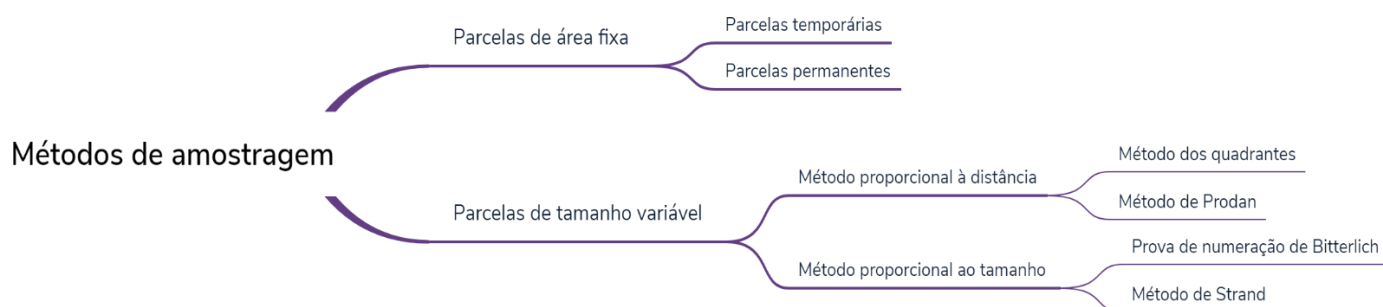 Métodos de amostragem
Parcelas de área fixa
Parcelas temporárias
Parcelas permanentes
Parcelas de tamanho variável
Método proporcional à distância
Método dos quadrantes
Método de Prodan
Método proporcional ao tamanho
Prova de numeração de Bitterlich
Método de Strand